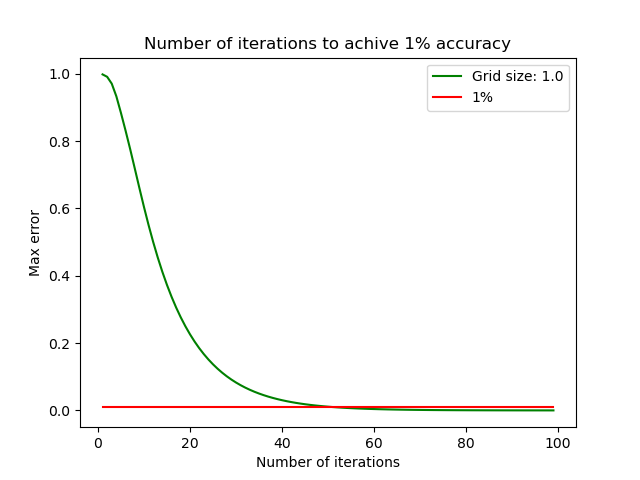 Number of iterations to achive 1% accuracy
Grid size: 1.0
1%
1.0
0.8
0.6
0.4
0.2
0.0
Max error
0 20 40 60 80 100
Number of iterations